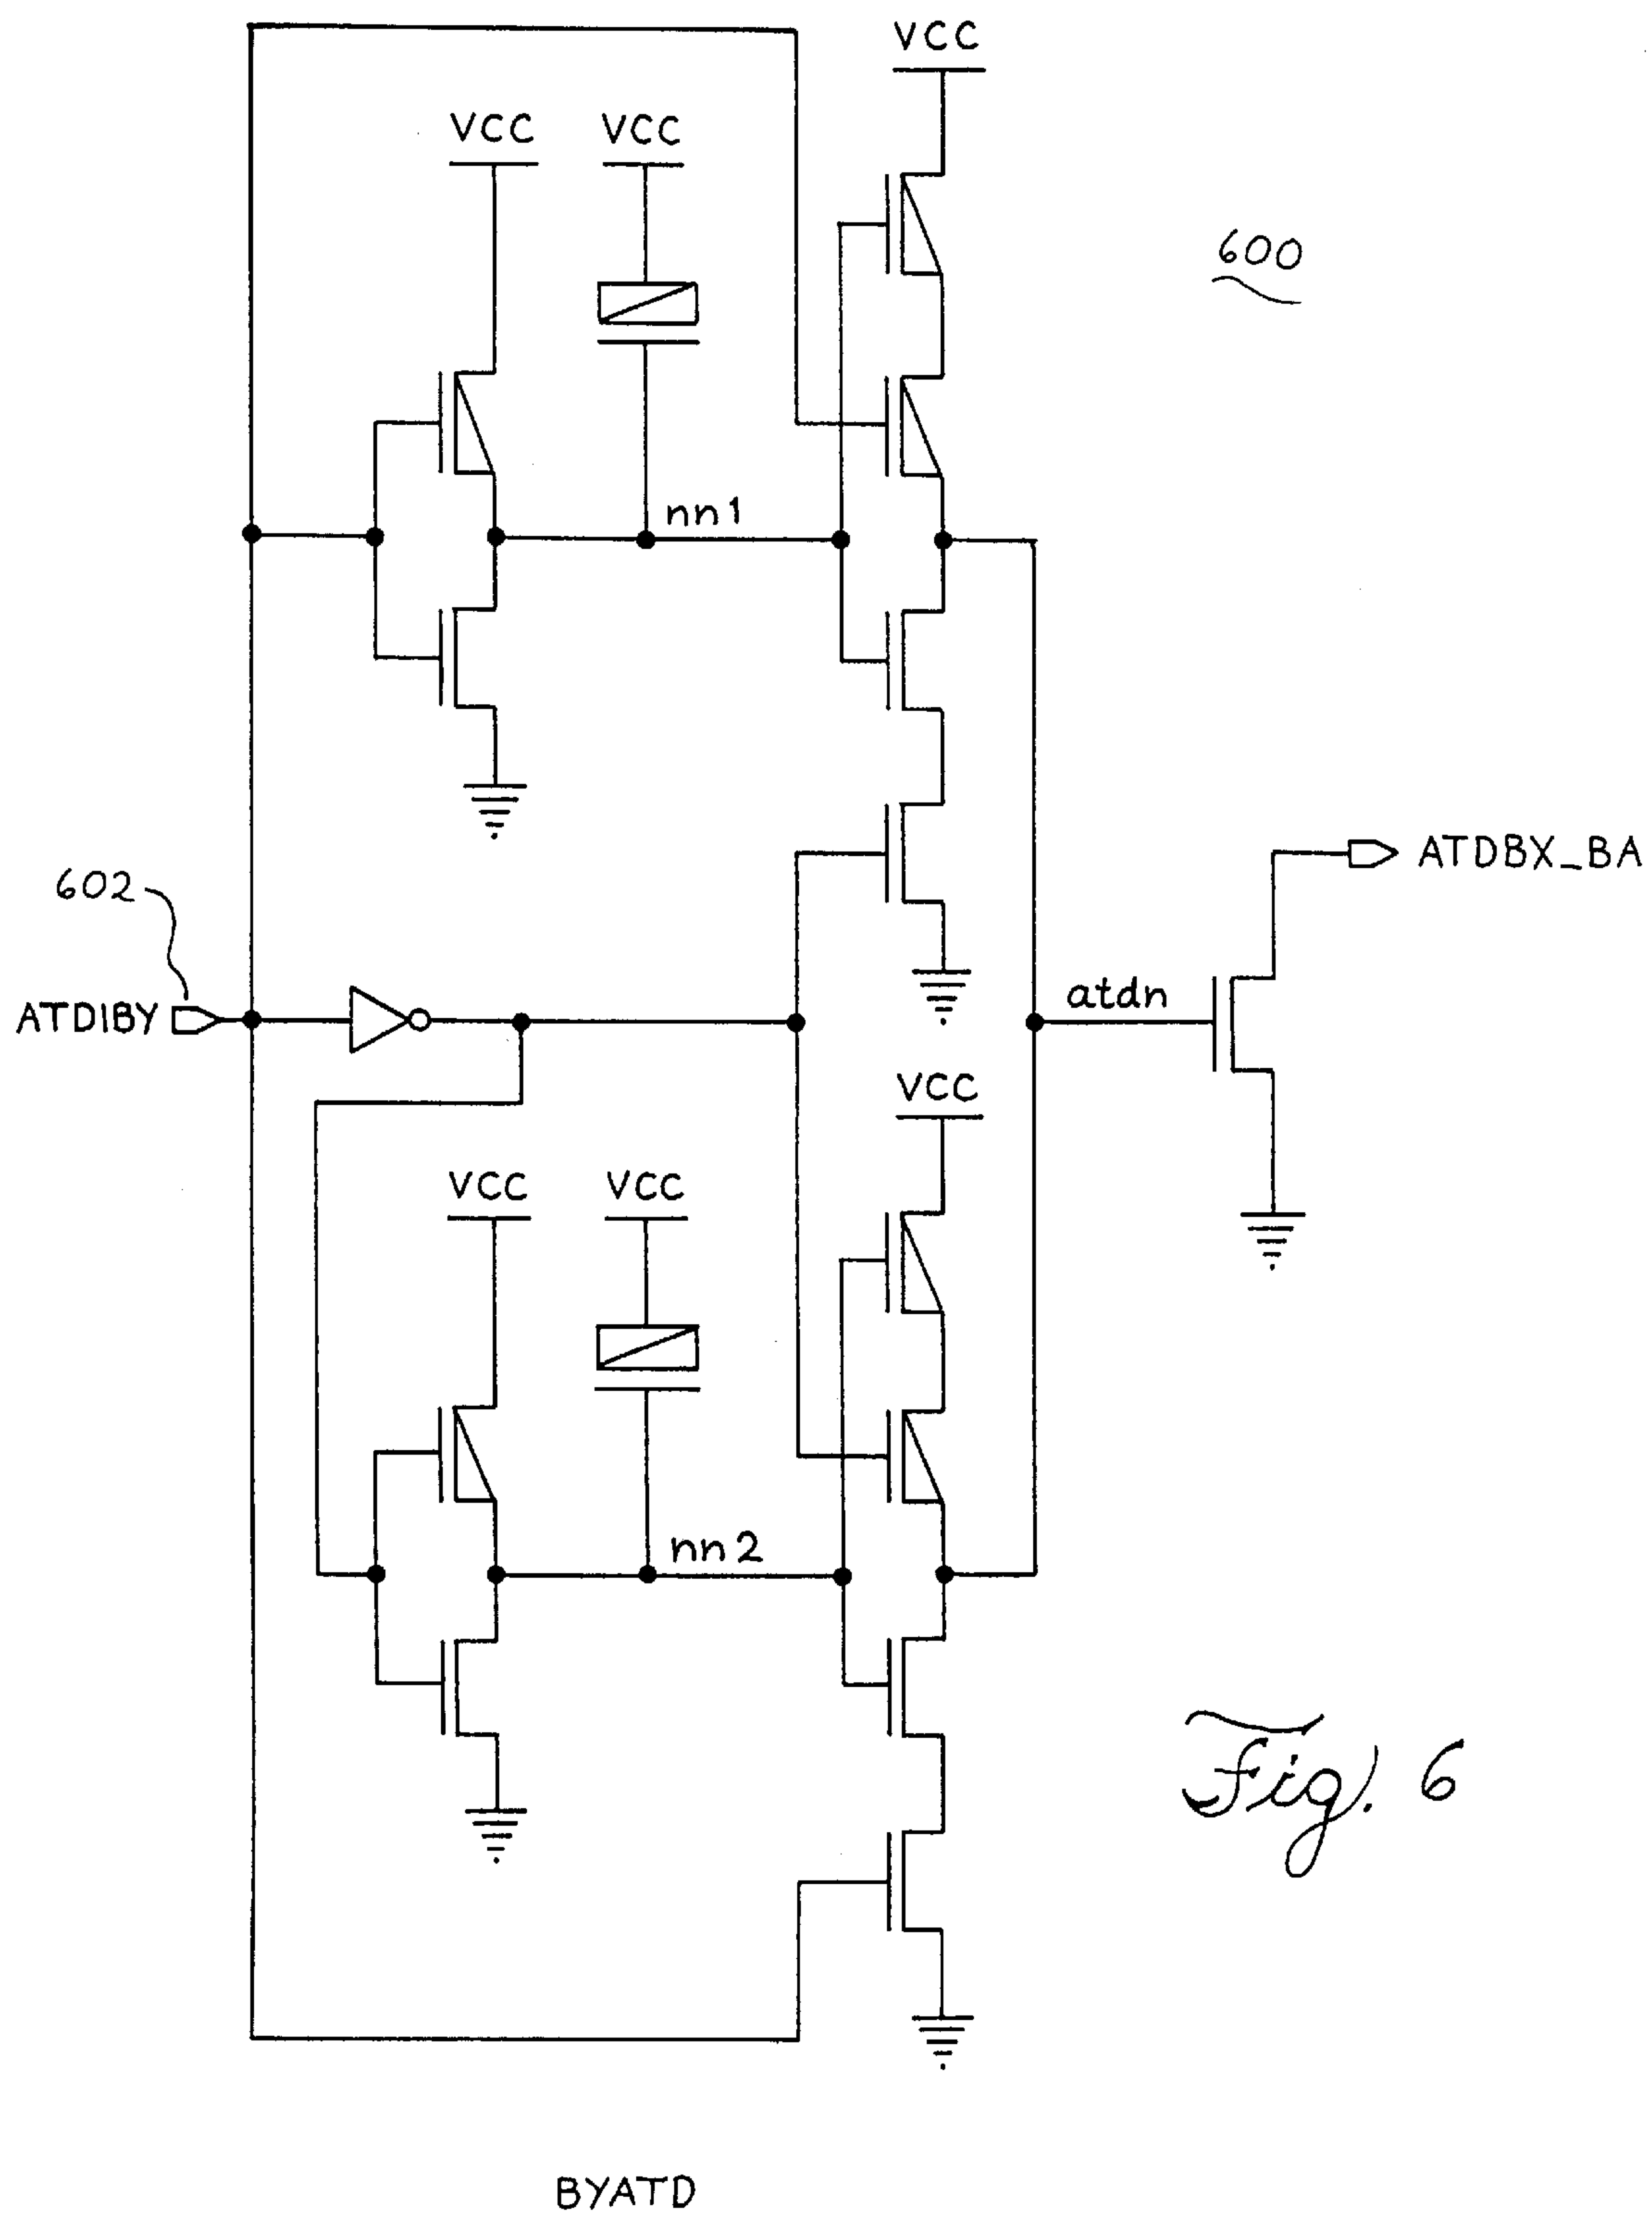 VCC
VCC
VCC
600
nn1
602
ATDBX_BA
ATDIBY
atdn
VCC
VCC
VCC
nn2
Fig. 6
BYATD